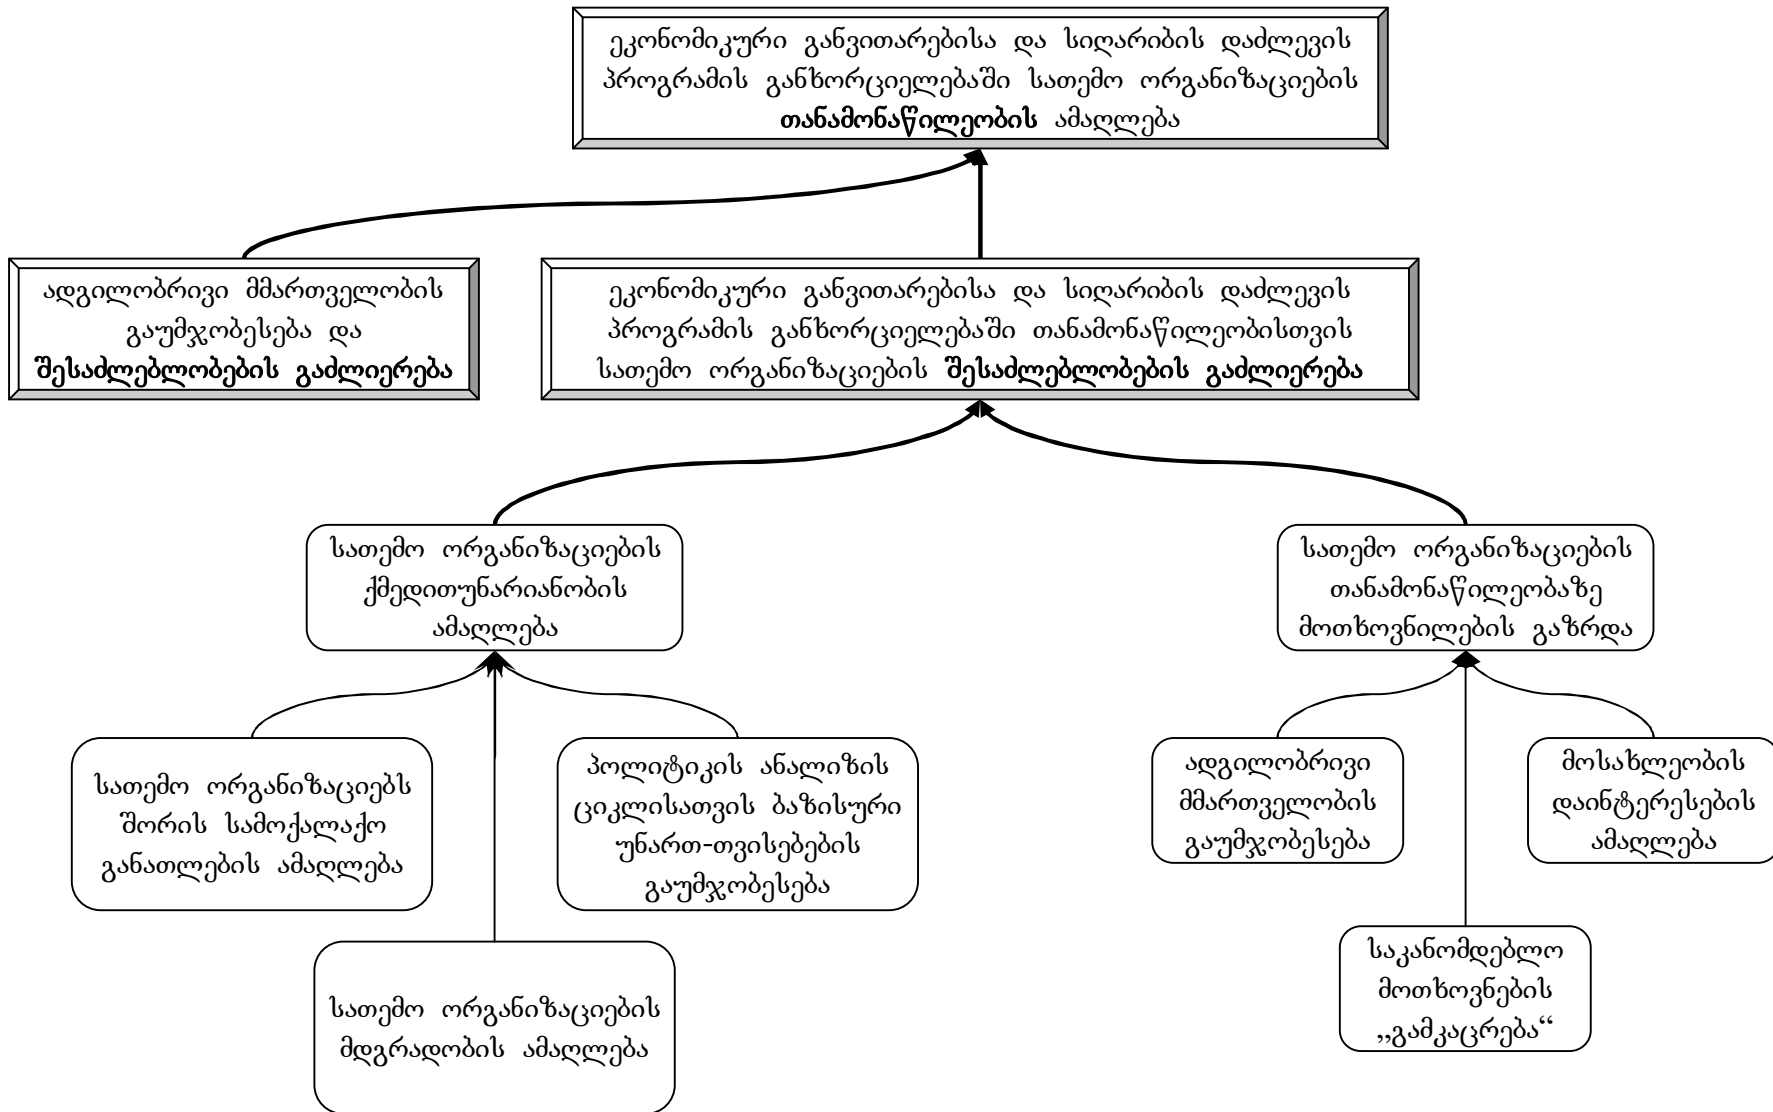 ეკონომიკური განვითარებისა და სიღარიბის დაძლევის
პროგრამის განხორციელებაში სათემო ორგანიზაციების
თანამონაწილეობის ამაღლება
ადგილობრივი მმართველობის
გაუმჯობესება და
შესაძლებლობების გაძლიერება
ეკონომიკური განვითარებისა და სიღარიბის დაძლევის
პროგრამის განხორციელებაში თანამონაწილეობისთვის
სათემო ორგანიზაციების შესაძლებლობების გაძლიერება
სათემო ორგანიზაციების
ქმედითუნარიანობის
ამაღლება
სათემო ორგანიზაციების
თანამონაწილეობაზე
მოთხოვნილების გაზრდა
სათემო ორგანიზაციებს
შორის სამოქალაქო
განათლების ამაღლება
პოლიტიკის ანალიზის
ციკლისათვის ბაზისური
უნართ-თვისებების
გაუმჯობესება
ადგილობრივი
მმართველობის
გაუმჯობესება
მოსახლეობის
დაინტერესების
ამაღლება
სათემო ორგანიზაციების
მდგრადობის ამაღლება
საკანომდებლო
მოთხოვნების
„გამკაცრება“